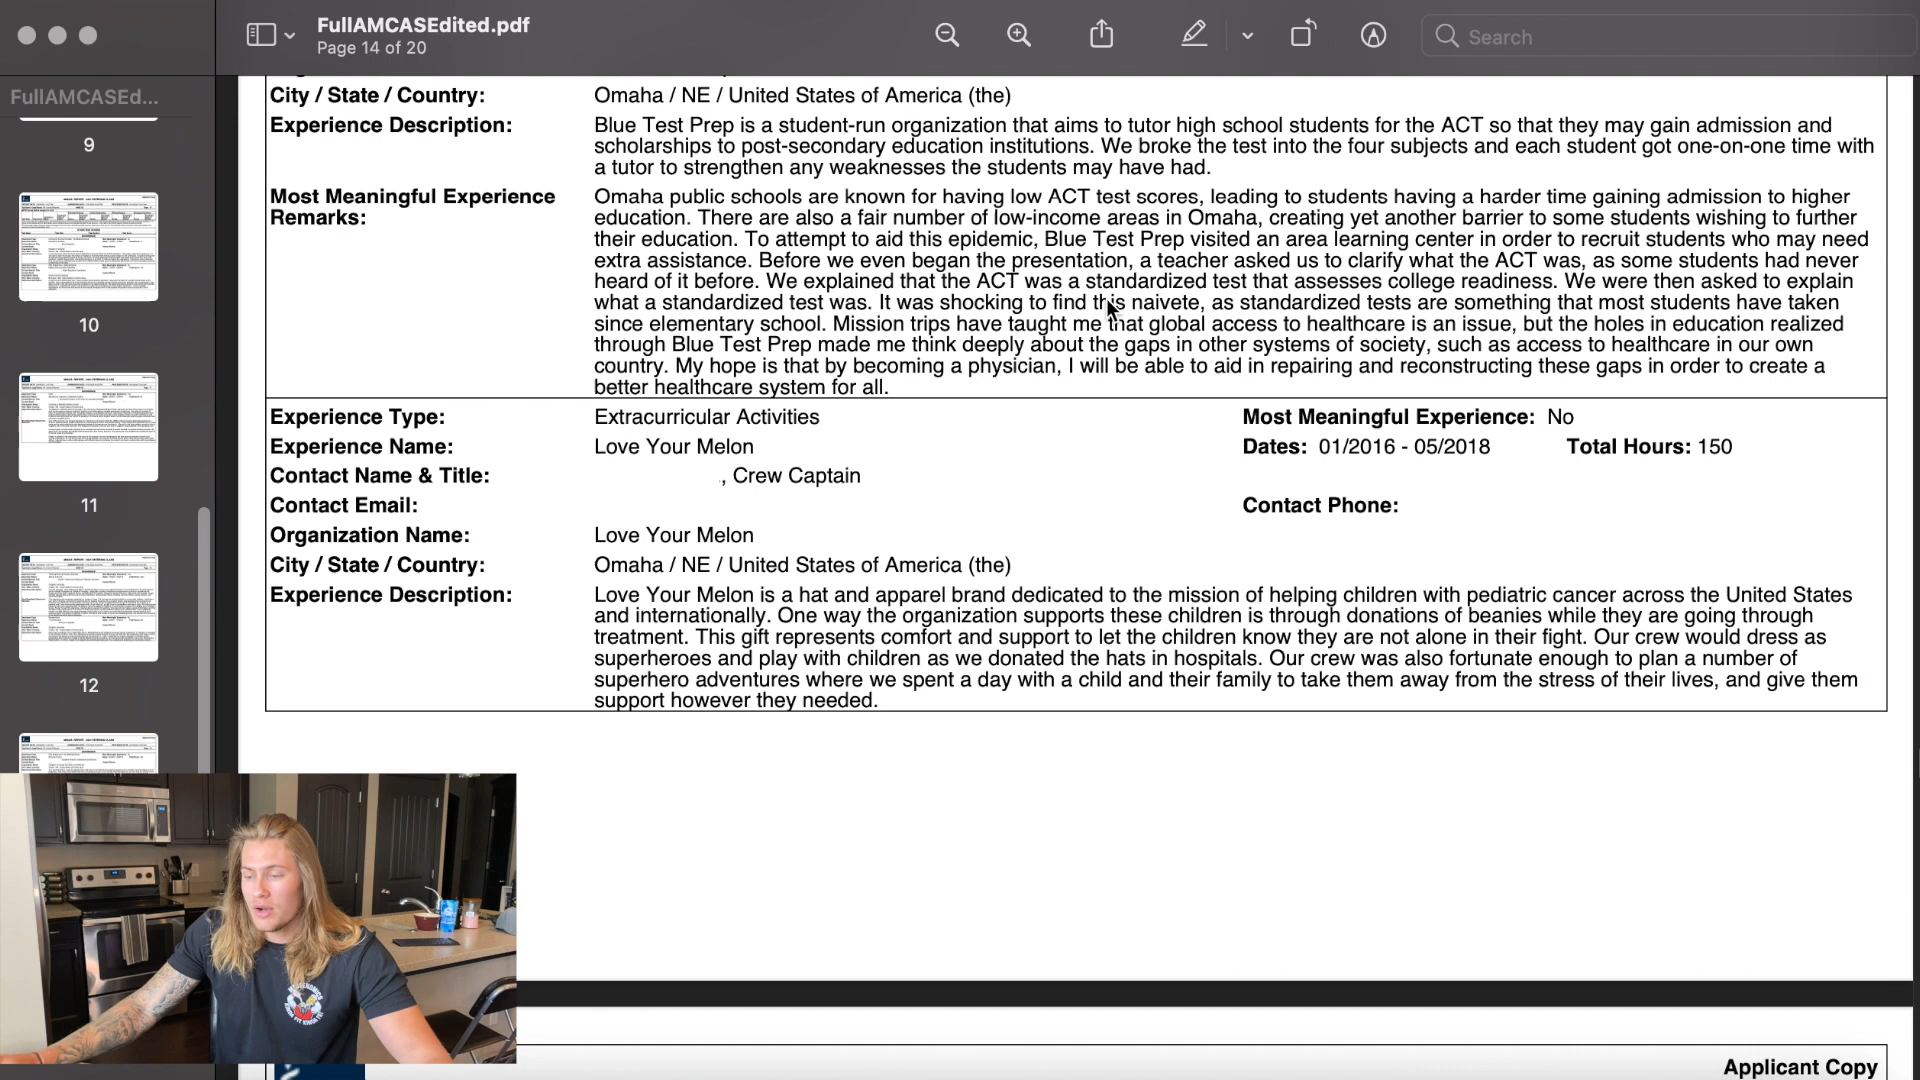 FullAMCASEdited.pdf
Page 14 of 20
Search
FullAMCASEd...
9
10
11
12
City / State / Country: Omaha / NE / United States of America (the)
Experience Description: Blue Test Prep is a student-run organization that aims to tutor high school students for the ACT so that they may gain admission and
scholarships to post-secondary education institutions. We broke the test into the four subjects and each student got one-on-one time with
a tutor to strengthen any weaknesses the students may have had.
Most Meaningful Experience Omaha public schools are known for having low ACT test scores, leading to students having a harder time gaining admission to higher
Remarks: education. There are also a fair number of low-income areas in Omaha, creating yet another barrier to some students wishing to further
their education. To attempt to aid this epidemic, Blue Test Prep visited an area learning center in order to recruit students who may need
extra assistance. Before we even began the presentation, a teacher asked us to clarify what the ACT was, as some students had never
heard of it before. We explained that the ACT was a standardized test that assesses college readiness. We were then asked to explain
what a standardized test was. It was shocking to find this naivete, as standardized tests are something that most students have taken
since elementary school. Mission trips have taught me that global access to healthcare is an issue, but the holes in education realized
through Blue Test Prep made me think deeply about the gaps in other systems of society, such as access to healthcare in our own
country. My hope is that by becoming a physician, I will be able to aid in repairing and reconstructing these gaps in order to create a
better healthcare system for all.
Experience Type: Extracurricular Activities Most Meaningful Experience: No
Experience Name: Love Your Melon Dates: 01/2016 - 05/2018 Total Hours: 150
Contact Name & Title: , Crew Captain
Contact Email: Contact Phone:
Organization Name: Love Your Melon
City / State / Country: Omaha / NE / United States of America (the)
Experience Description: Love Your Melon is a hat and apparel brand dedicated to the mission of helping children with pediatric cancer across the United States
and internationally. One way the organization supports these children is through donations of beanies while they are going through
treatment. This gift represents comfort and support to let the children know they are not alone in their fight. Our crew would dress as
superheroes and play with children as we donated the hats in hospitals. Our crew was also fortunate enough to plan a number of
superhero adventures where we spent a day with a child and their family to take them away from the stress of their lives, and give them
support however they needed.
Applicant Copy